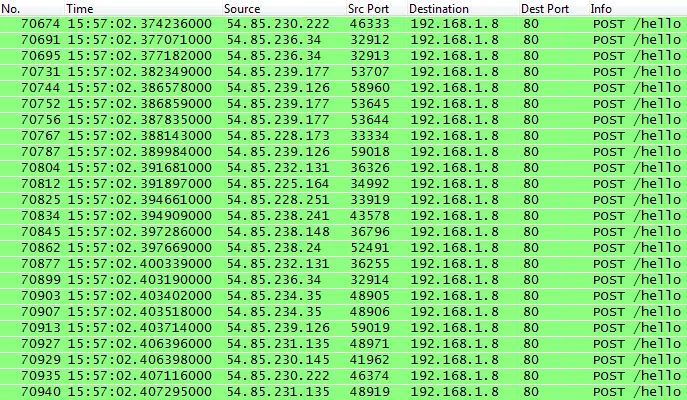 No. Time Source Src Port Destination Dest Port Info
70674 15:57:02.374236000 54.85.230.222 46333 192.168.1.8 80 POST /hello
70691 15:57:02.377071000 54.85.236.34 32912 192.168.1.8 80 POST /hello
70695 15:57:02.377182000 54.85.236.34 32913 192.168.1.8 80 POST /hello
70731 15:57:02.382349000 54.85.239.177 53707 192.168.1.8 80 POST /hello
70744 15:57:02.386578000 54.85.239.126 58960 192.168.1.8 80 POST /hello
70752 15:57:02.386859000 54.85.239.177 53645 192.168.1.8 80 POST /hello
70756 15:57:02.387835000 54.85.239.177 53644 192.168.1.8 80 POST /hello
70767 15:57:02.388143000 54.85.228.173 33334 192.168.1.8 80 POST /hello
70787 15:57:02.389984000 54.85.239.126 59018 192.168.1.8 80 POST /hello
70804 15:57:02.391681000 54.85.232.131 36326 192.168.1.8 80 POST /hello
70812 15:57:02.391897000 54.85.225.164 34992 192.168.1.8 80 POST /hello
70825 15:57:02.394661000 54.85.228.251 33919 192.168.1.8 80 POST /hello
70834 15:57:02.394909000 54.85.238.241 43578 192.168.1.8 80 POST /hello
70845 15:57:02.397286000 54.85.238.148 36796 192.168.1.8 80 POST /hello
70862 15:57:02.397669000 54.85.238.24 52491 192.168.1.8 80 POST /hello
70877 15:57:02.400339000 54.85.232.131 36255 192.168.1.8 80 POST /hello
70899 15:57:02.403190000 54.85.236.34 32914 192.168.1.8 80 POST /hello
70903 15:57:02.403402000 54.85.234.35 48905 192.168.1.8 80 POST /hello
70907 15:57:02.403518000 54.85.234.35 48906 192.168.1.8 80 POST /hello
70913 15:57:02.403714000 54.85.239.126 59019 192.168.1.8 80 POST /hello
70927 15:57:02.406396000 54.85.231.135 48971 192.168.1.8 80 POST /hello
70929 15:57:02.406398000 54.85.230.145 41962 192.168.1.8 80 POST /hello
70935 15:57:02.407116000 54.85.230.222 46374 192.168.1.8 80 POST /hello
70940 15:57:02.407295000 54.85.231.135 48919 192.168.1.8 80 POST /hello